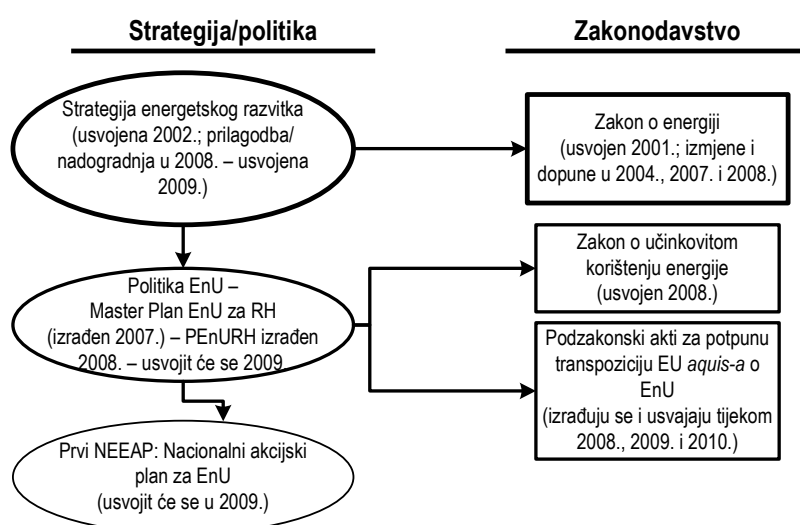 Strategija/politika
Zakonodavstvo
Strategija energetskog razvitka
(usvojena 2002.; prilagodba/
nadogradnja u 2008. – usvojena
2009.)
Zakon o energiji
(usvojen 2001.; izmjene i
dopune u 2004., 2007. i 2008.)
Politika EnU –
Master Plan EnU za RH
(izrađen 2007.) – PEnURH izrađen
2008. – usvojit će se 2009.
Zakon o učinkovitom
korištenju energije
(usvojen 2008.)
Podzakonski akti za potpunu
transpoziciju EU aquis-a o
EnU
(izrađuju se i usvajaju tijekom
2008., 2009. i 2010.)
Prvi NEEAP: Nacionalni akcijski
plan za EnU
(usvojit će se u 2009.)